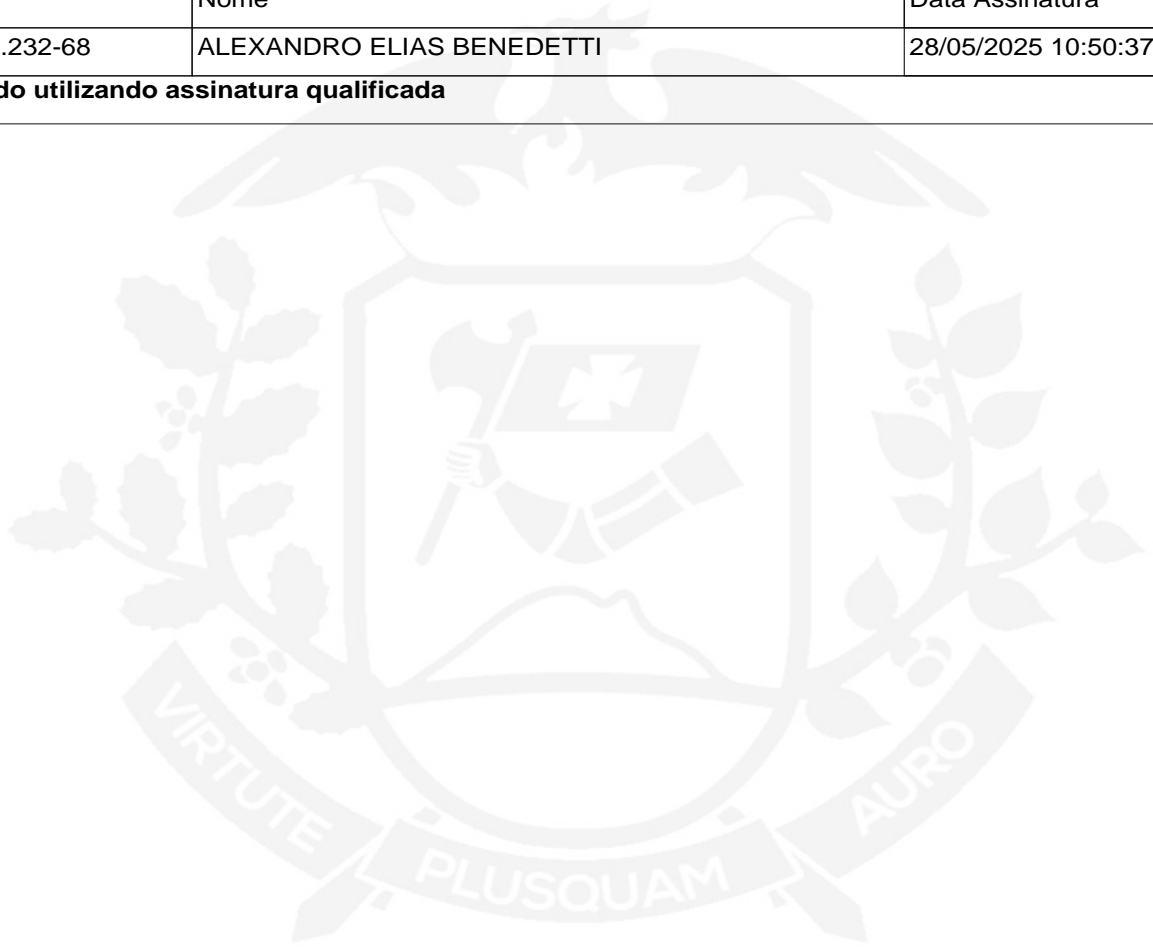 Nome Data Assinatura
.232-68 ALEXANDRO ELIAS BENEDETTI 28/05/2025 10:50:37
do utilizando assinatura qualificada
VIRTUTE PLUSQUAM AURO